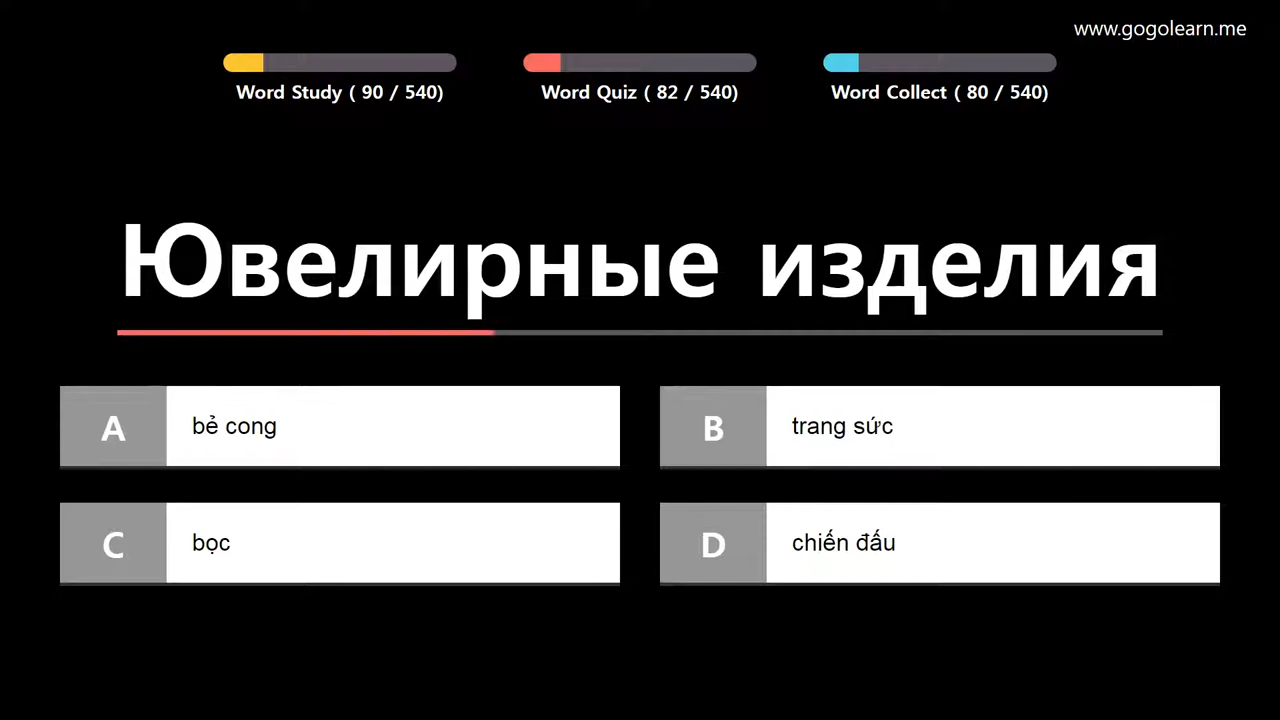 www.gogolearn.me
Word Study ( 90 / 540)
Word Quiz ( 82 / 540)
Word Collect ( 80 / 540)
Ювелирные изделия
A bẻ cong
B trang sức
C bọc
D chiến đấu